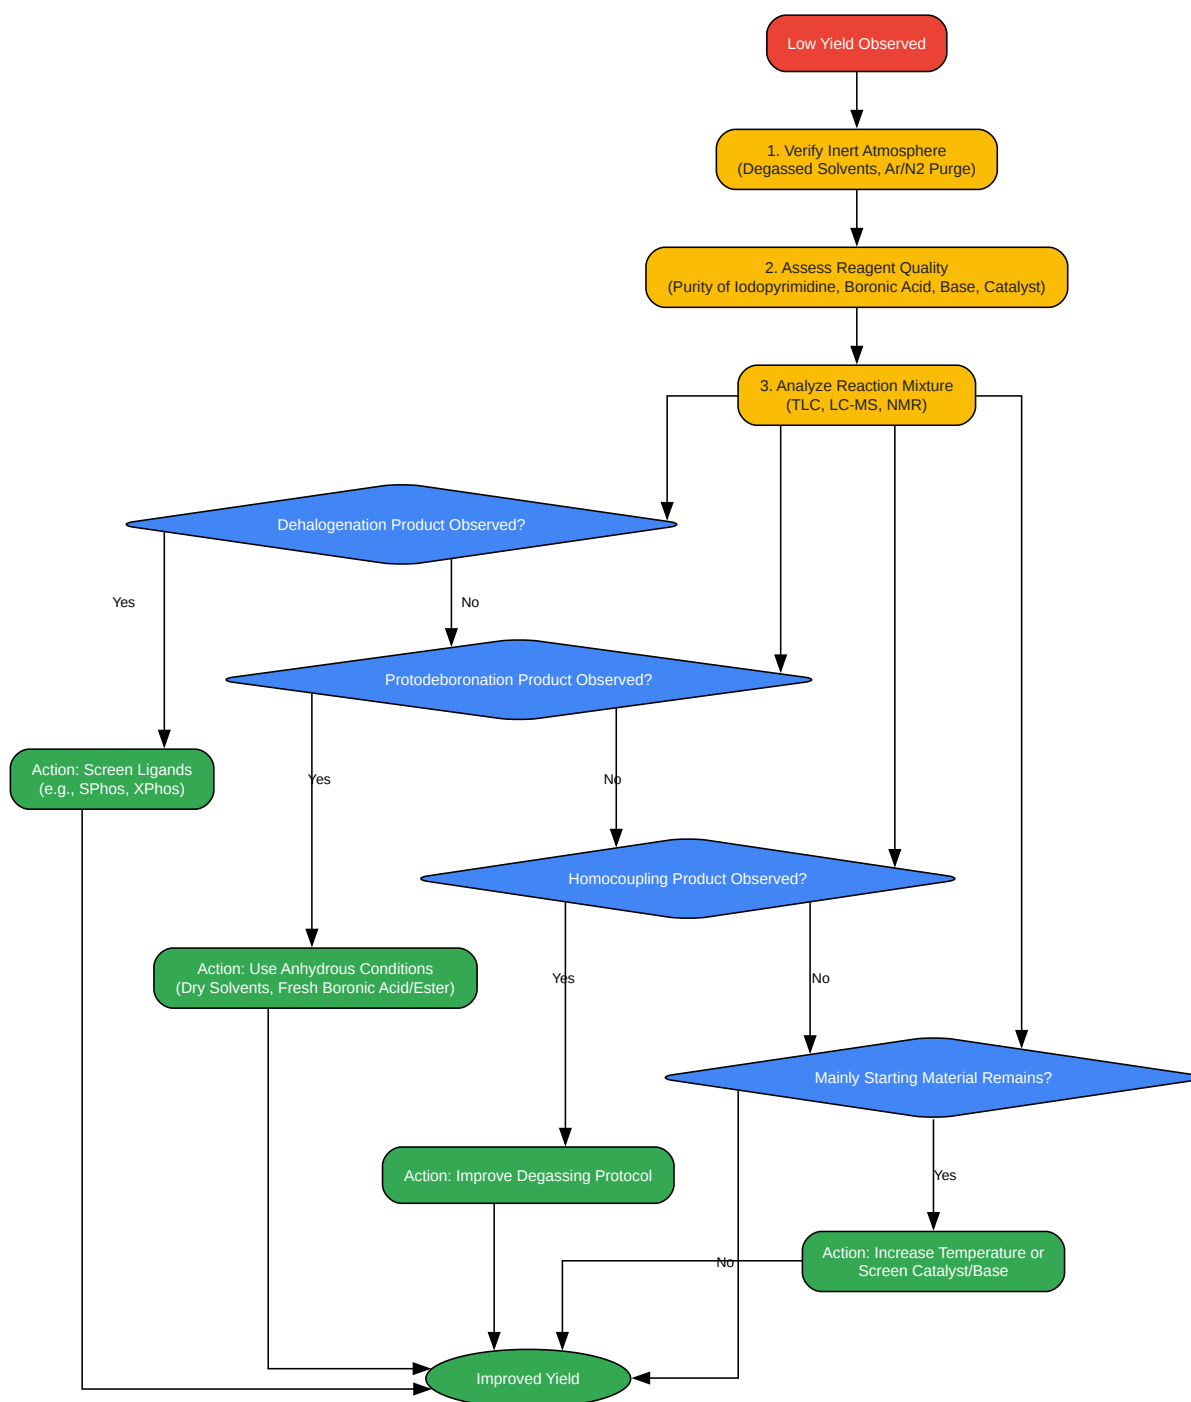 Low Yield Observed
1. Verify Inert Atmosphere
(Degassed Solvents, Ar/N2 Purge)
2. Assess Reagent Quality
(Purity of Iodopyrimidine, Boronic Acid, Base, Catalyst)
3. Analyze Reaction Mixture
(TLC, LC-MS, NMR)
Dehalogenation Product Observed?
Yes
No
Protodeboronation Product Observed?
Action: Screen Ligands
(e.g., SPhos, XPhos)
Yes
No
Homocoupling Product Observed?
Action: Use Anhydrous Conditions
(Dry Solvents, Fresh Boronic Acid/Ester)
Yes
No
Mainly Starting Material Remains?
Action: Improve Degassing Protocol
Yes
No
Action: Increase Temperature or
Screen Catalyst/Base
Improved Yield